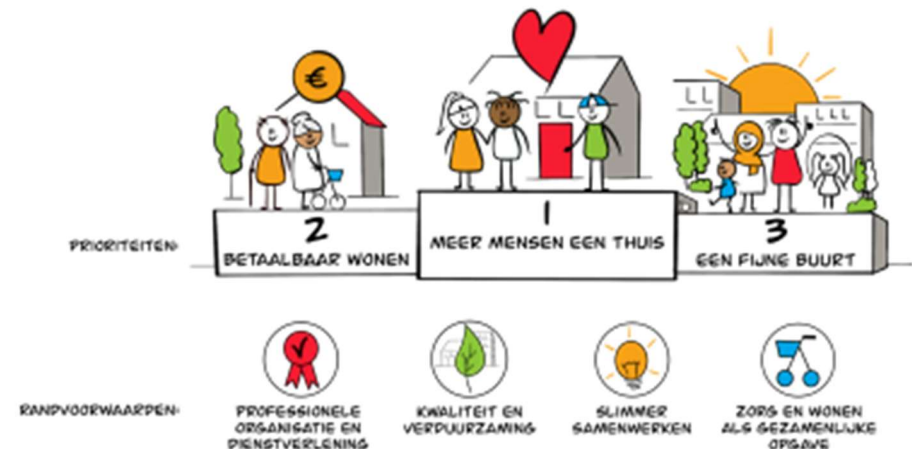 €
PRIORITEITEN:
2
BETAALBAAR WONEN
1
MEER MENSEN EEN THUIS
3
EEN FIJNE BUURT
RANDVOORWAARDEN:
PROFESSIONELE
ORGANISATIE EN
DIENSTVERLENING
KWALITEIT EN
VERDUURZAMING
SLIMMER
SAMENWERKEN
ZORG EN WONEN
ALS GEZAMENLIJKE
OPGAVE